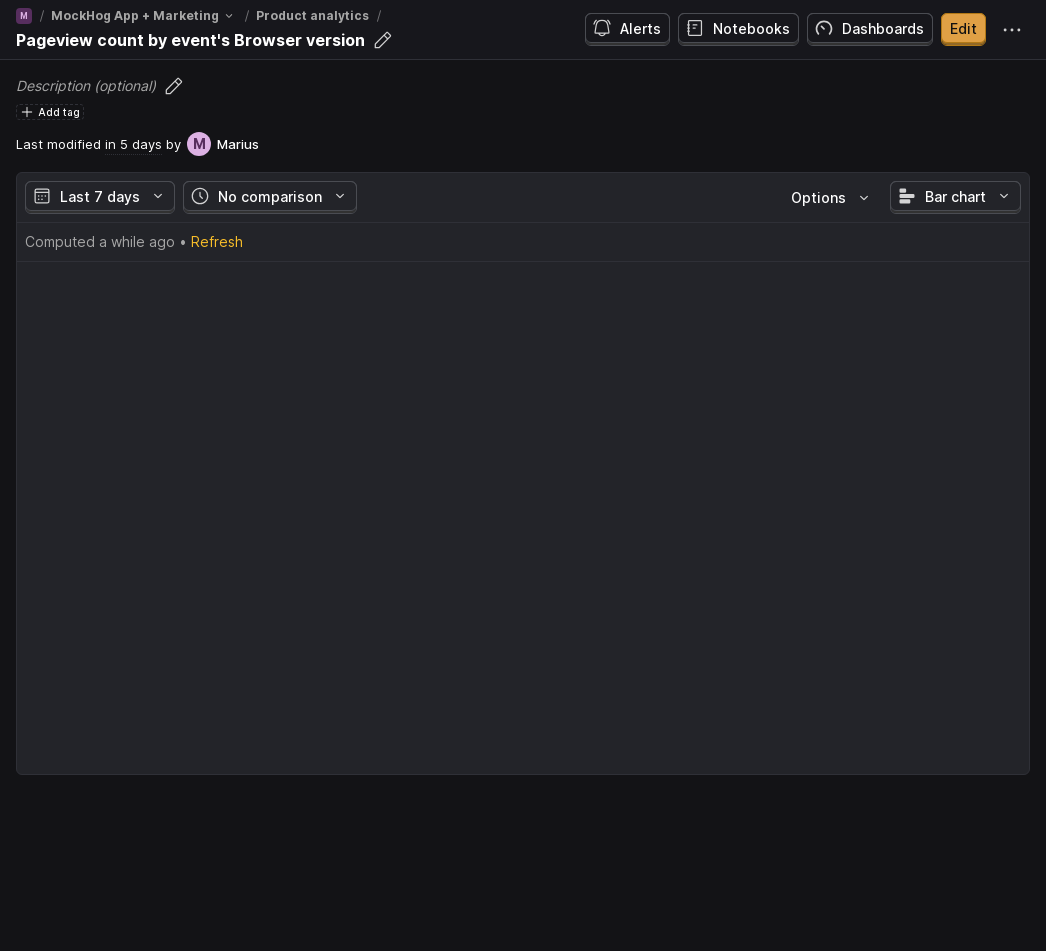 M / MockHog App + Marketing / Product analytics /
Pageview count by event's Browser version
Alerts
Notebooks
Dashboards
Edit
Description (optional)
Add tag
Last modified in 5 days by M Marius
Last 7 days
No comparison
Options
Bar chart
Computed a while ago • Refresh